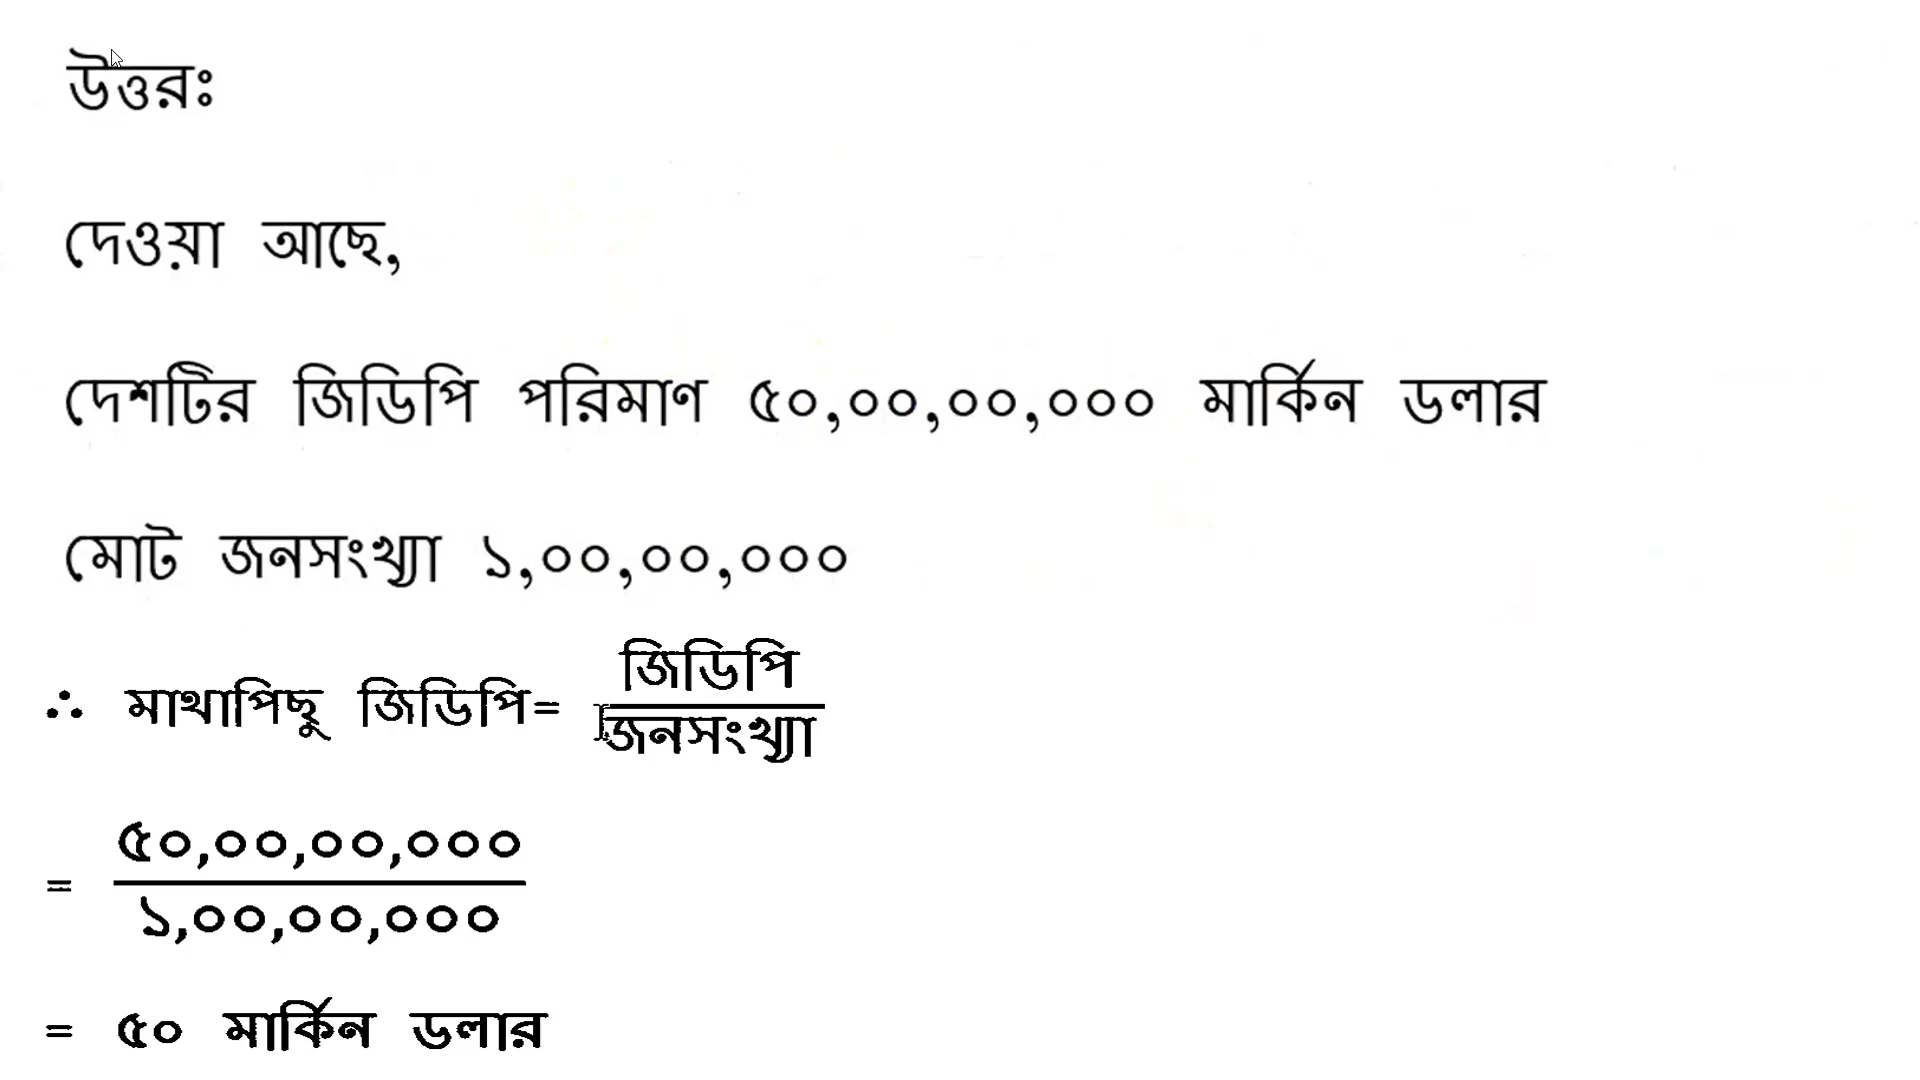 উত্তরঃ
দেওয়া আছে,
দেশটির জিডিপি পরিমাণ ৫০,০০,০০,০০০ মার্কিন ডলার
মোট জনসংখ্যা ১,০০,০০,০০০
∴ মাথাপিছু জিডিপি= জিডিপি
জনসংখ্যা
= ৫০,০০,০০,০০০
১,০০,০০,০০০
= ৫০ মার্কিন ডলার